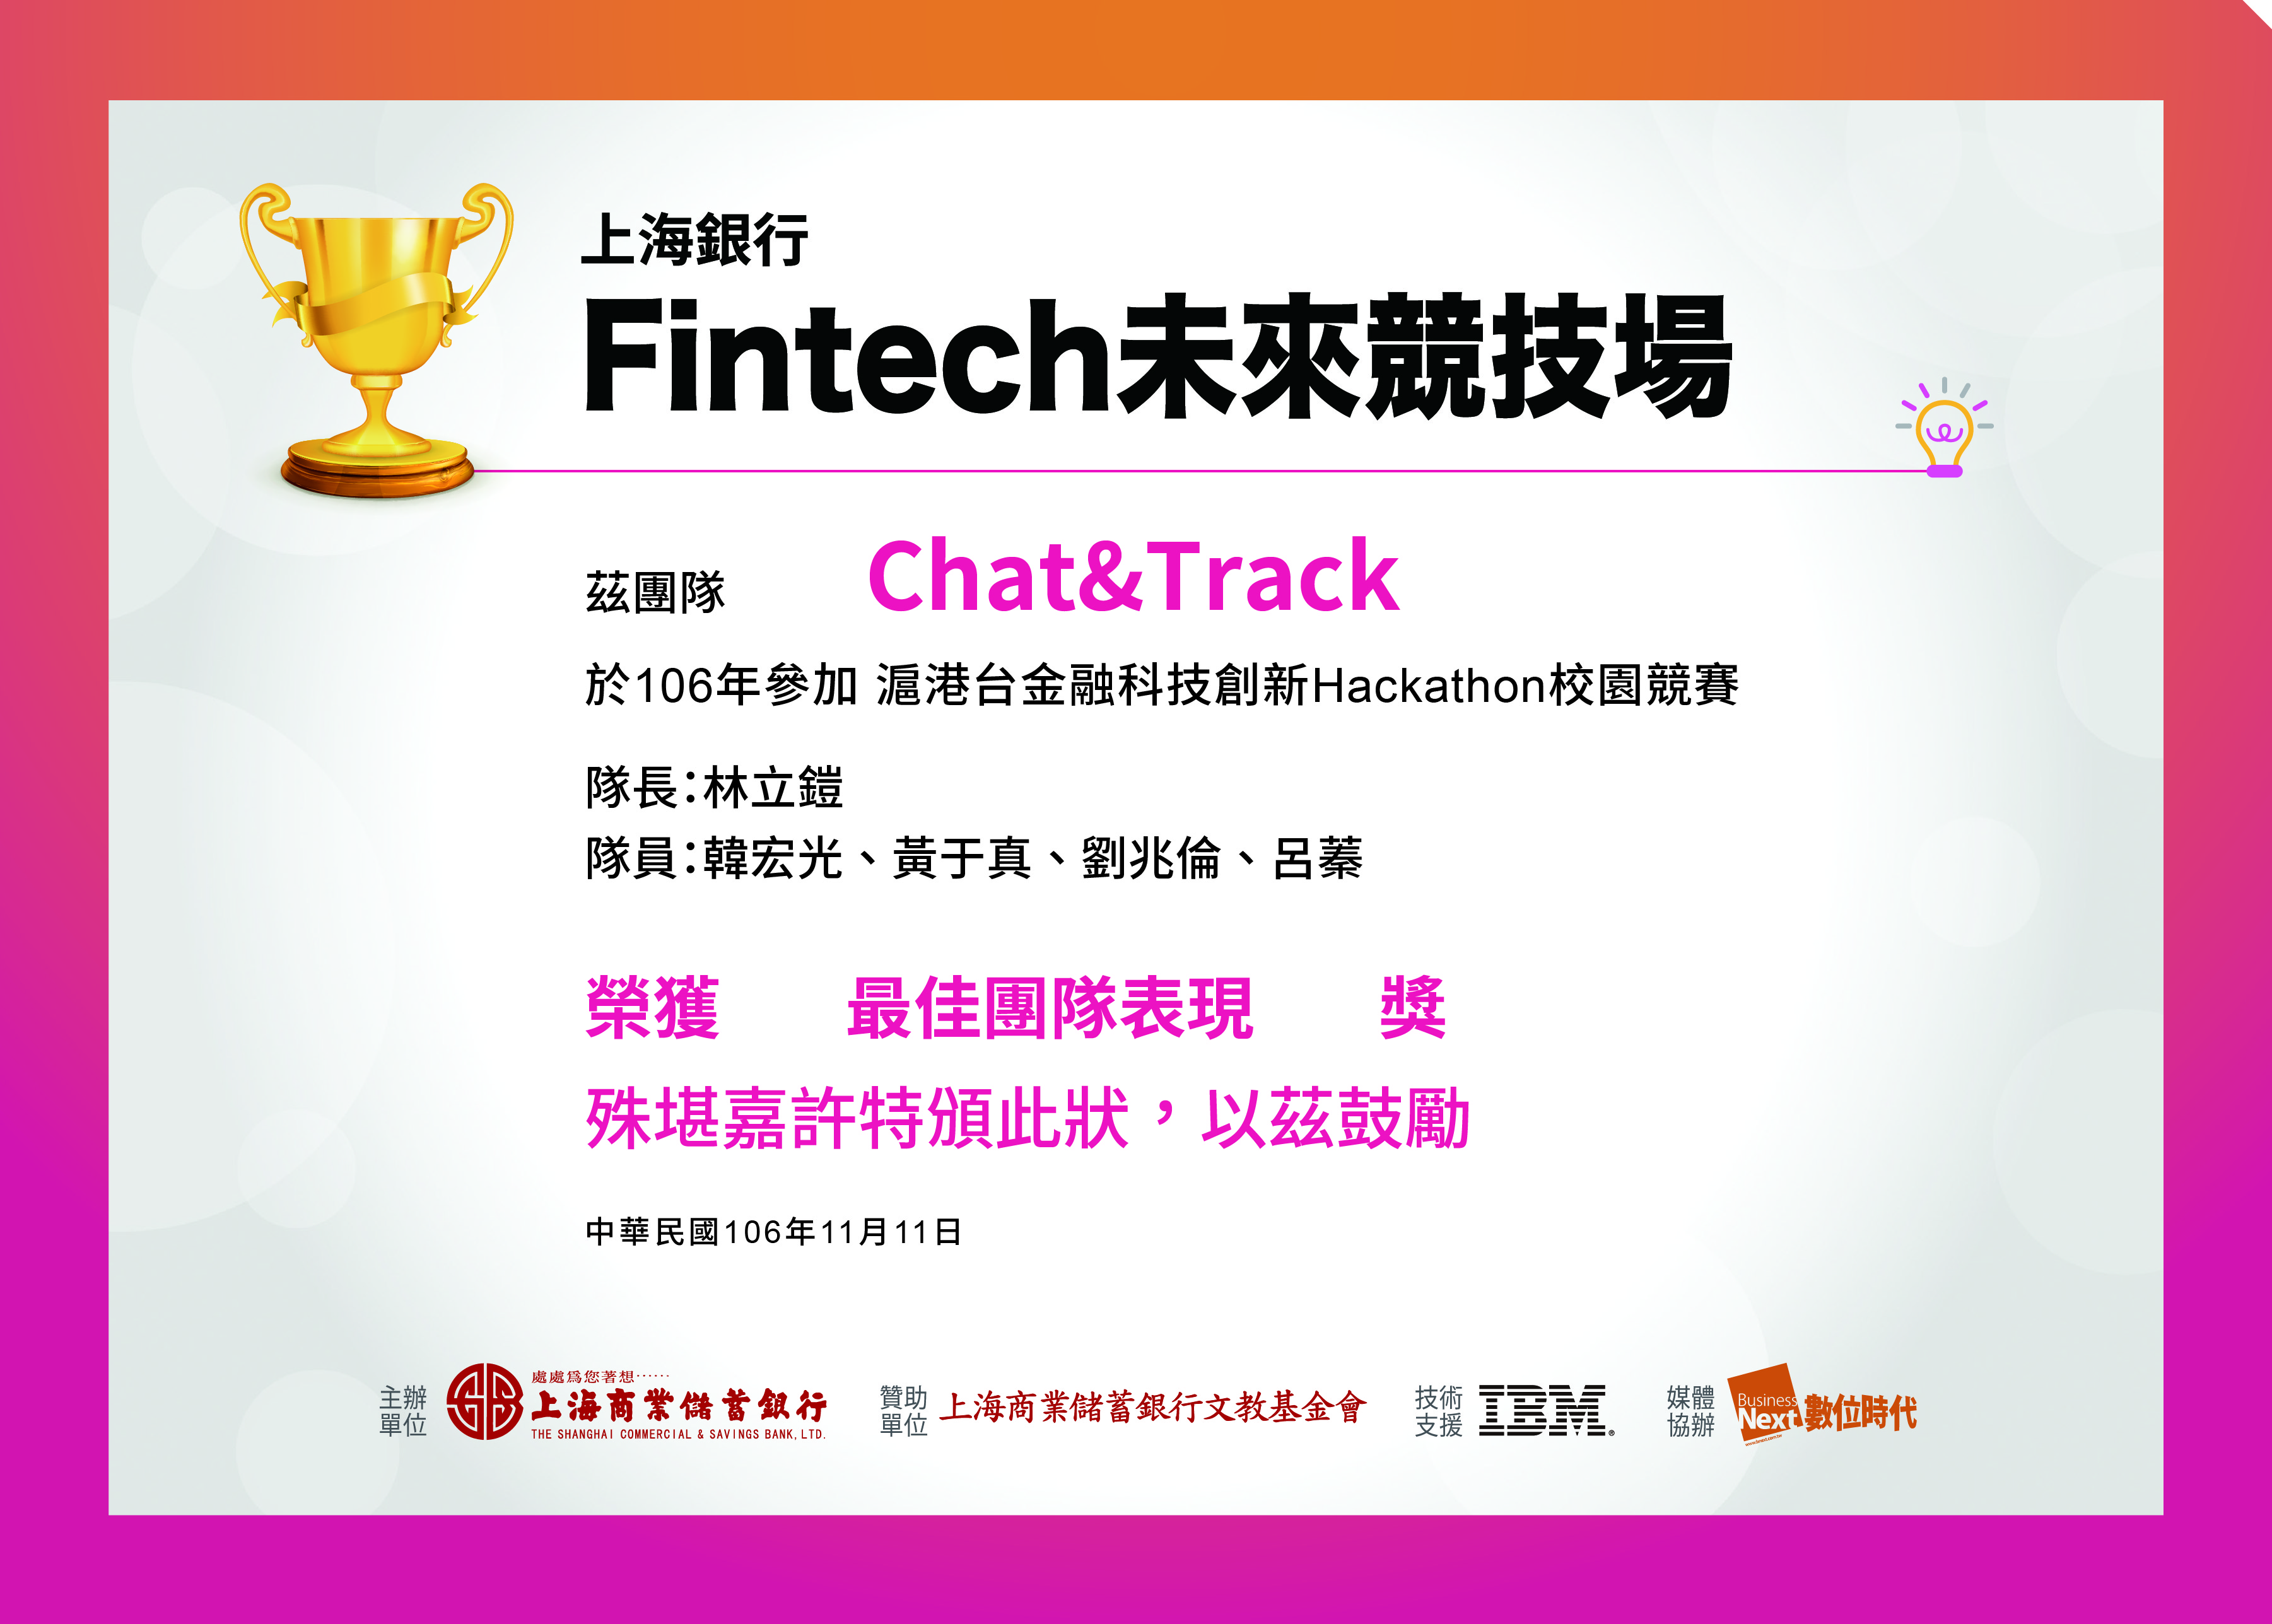 上海銀行
Fintech未來競技場
茲團隊 Chat&Track
於106年參加 滬港台金融科技創新Hackathon校園競賽
隊長：林立鎧
隊員：韓宏光、黃于真、劉兆倫、呂蓁
榮獲 最佳團隊表現 獎
殊堪嘉許特頒此狀，以茲鼓勵
中華民國106年11月11日
主辦單位
處處為您著想……
上海商業儲蓄銀行
THE SHANGHAI COMMERCIAL & SAVINGS BANK, LTD.
贊助單位
上海商業儲蓄銀行文教基金會
技術支援
IBM®
媒體協辦
Business
Next 數位時代